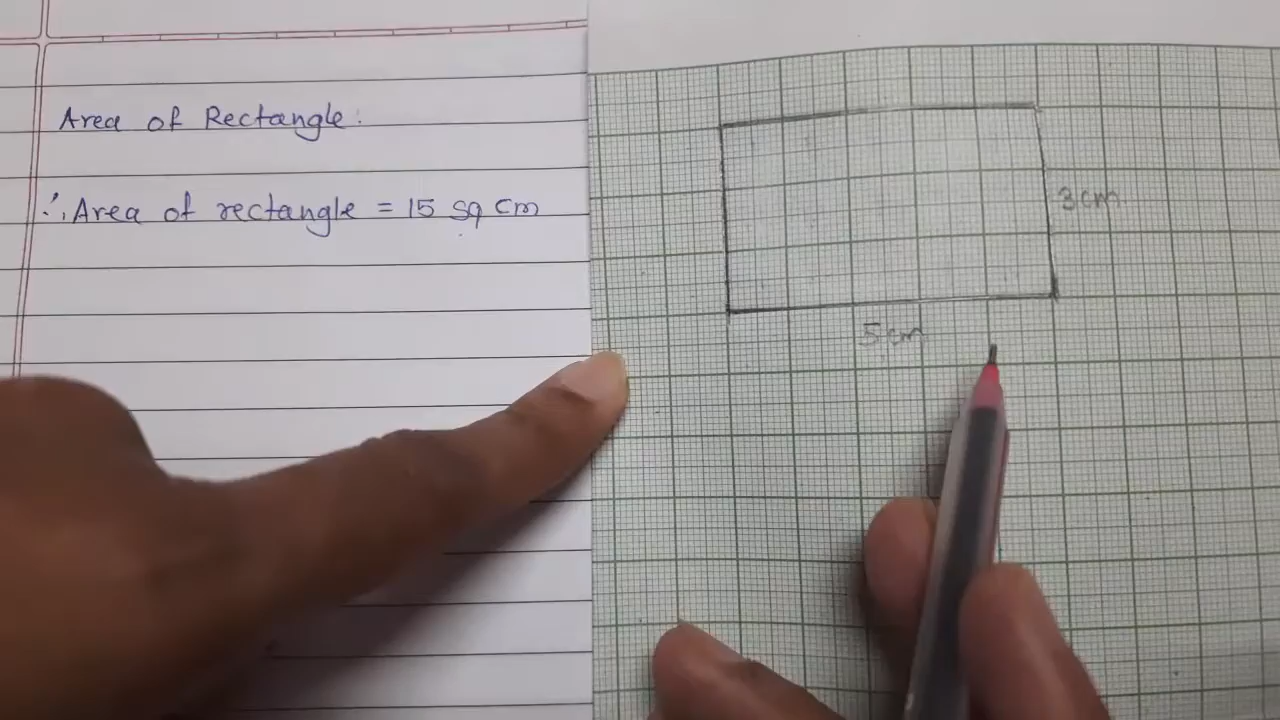 Area of Rectangle:
∴ Area of rectangle = 15 sq cm
3cm
5cm